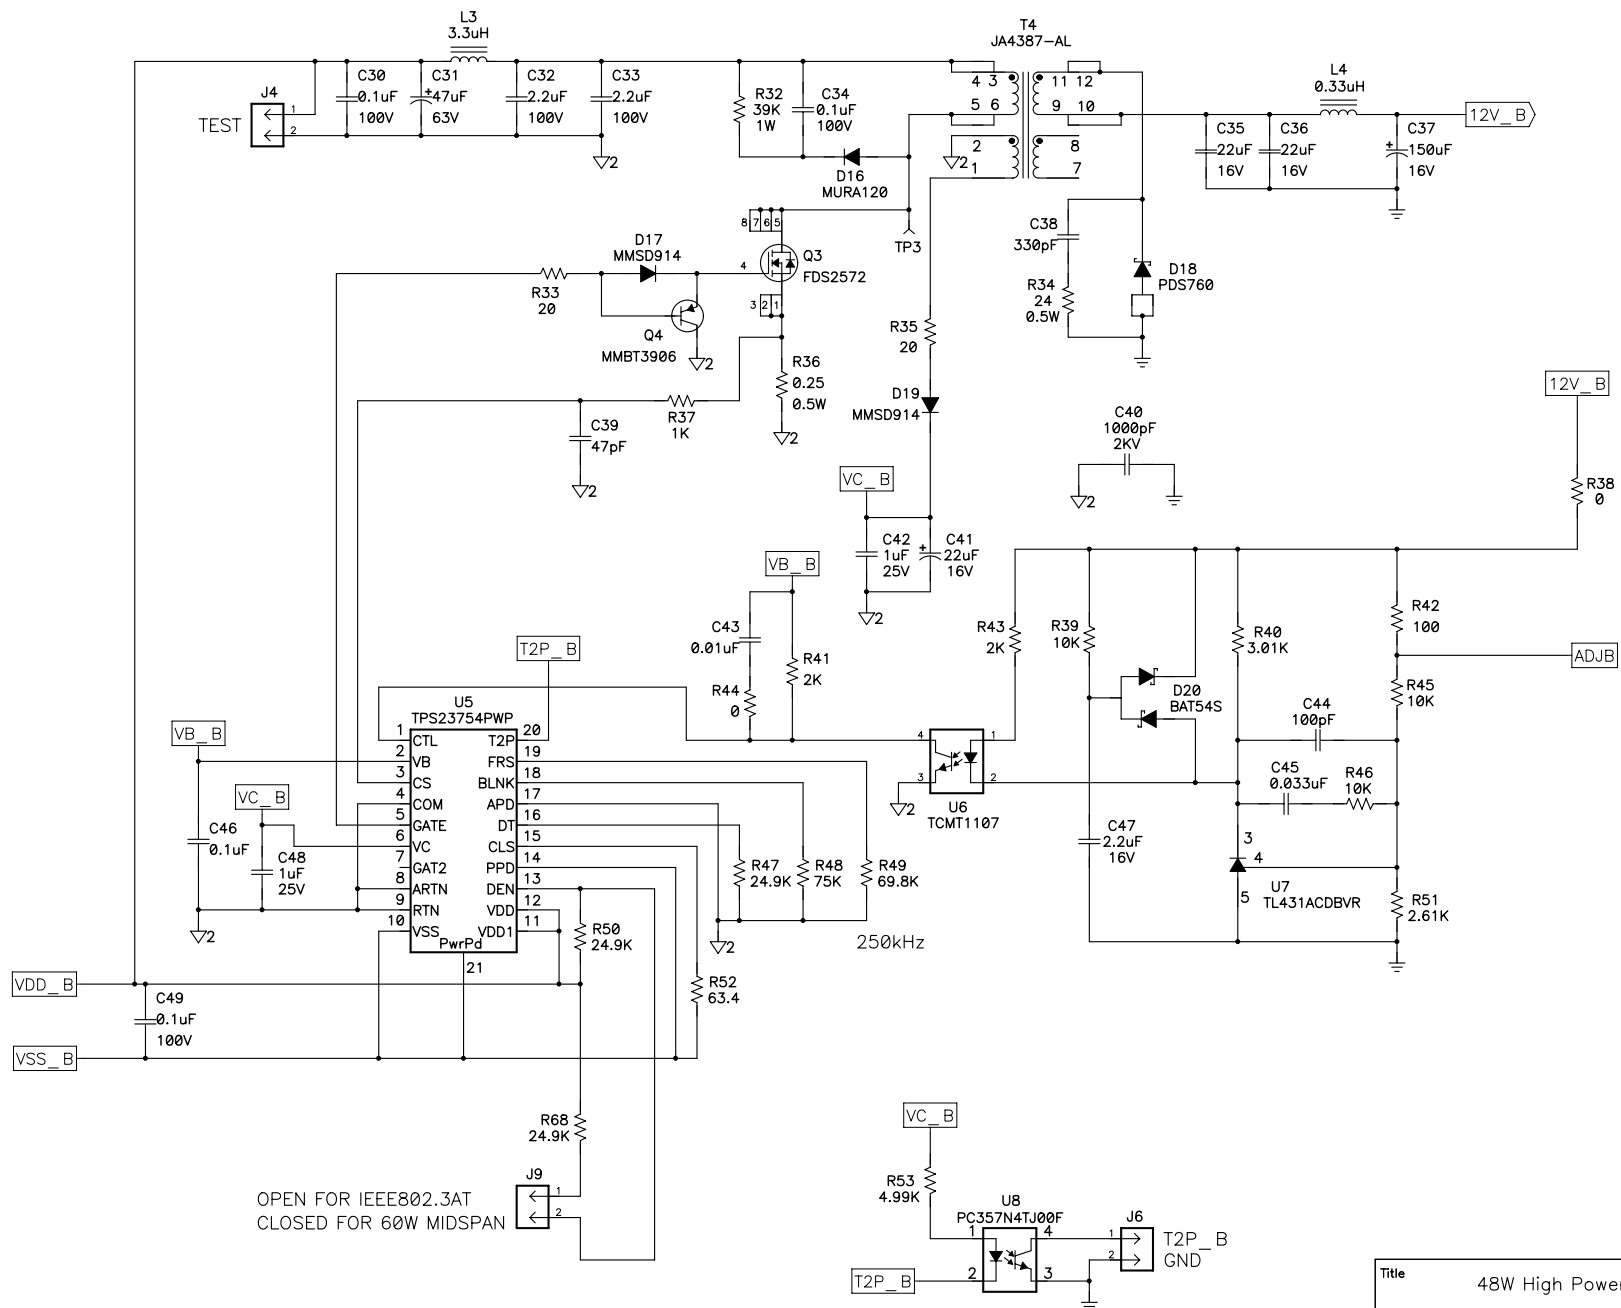 L3
3.3uH
T4
JA4387-AL
C30
0.1uF
100V
C31
+
47uF
63V
C32
2.2uF
100V
C33
2.2uF
100V
R32
39K
1W
C34
0.1uF
100V
4 3
5 6
2
1
11 12
9 10
8
7
L4
0.33uH
12V_B
J4
1
2
TEST
2
2
C35
22uF
16V
C36
22uF
16V
C37
+
150uF
16V
D16
MURA120
8 7 6 5
TP3
D17
MMSD914
4
Q3
FDS2572
3 2 1
C38
330pF
R34
24
0.5W
D18
PDS760
R33
20
Q4
MMBT3906
2
R35
20
R36
0.25
0.5W
2
D19
MMSD914
R37
1K
C39
47pF
2
C40
1000pF
2KV
2
12V_B
R38
0
VC_B
C42
1uF
25V
C41
+
22uF
16V
2
VB_B
C43
0.01uF
R41
2K
R44
0
R43
2K
R39
10K
R40
3.01K
R42
100
ADJB
R45
10K
D20
BAT54S
C44
100pF
C45
0.033uF
R46
10K
T2P_B
U5
TPS23754PWP
1 CTL T2P 20
2 VB FRS 19
3 CS BLNK 18
4 COM APD 17
5 GATE DT 16
6 VC CLS 15
7 GAT2 PPD 14
8 ARTN DEN 13
9 RTN VDD 12
10 VSS VDD1 11
PwrPd
21
VB_B
C46
0.1uF
VC_B
C48
1uF
25V
2
4
3
1
2
2
U6
TCMT1107
C47
2.2uF
16V
3
4
5
U7
TL431ACDBVR
R51
2.61K
R47
24.9K
R48
75K
R49
69.8K
2
250kHz
R50
24.9K
R52
63.4
VDD_B
C49
0.1uF
100V
VSS_B
R68
24.9K
J9
1
2
OPEN FOR IEEE802.3AT
CLOSED FOR 60W MIDSPAN
VC_B
R53
4.99K
U8
PC357N4TJ00F
1
2
4
3
T2P_B
J6
1
2
T2P_B
GND
Title
48W High Power